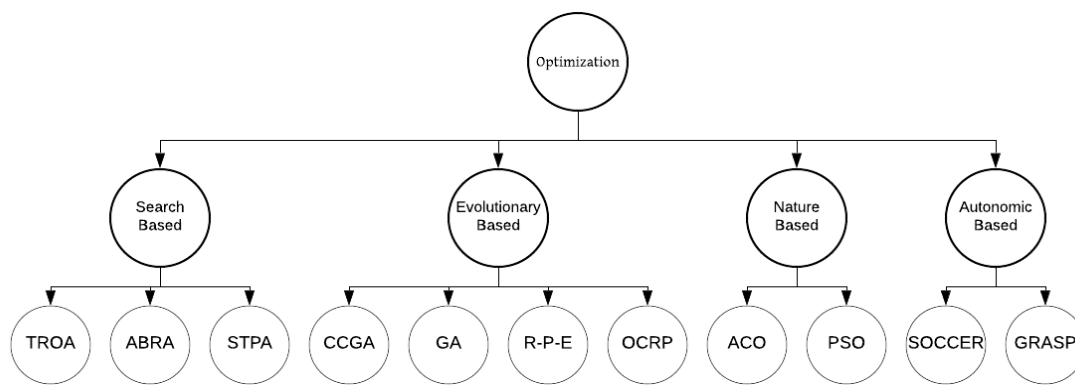 Optimization
Search
Based
Evolutionary
Based
Nature
Based
Autonomic
Based
TROA
ABRA
STPA
CCGA
GA
R-P-E
OCRP
ACO
PSO
SOCCER
GRASP